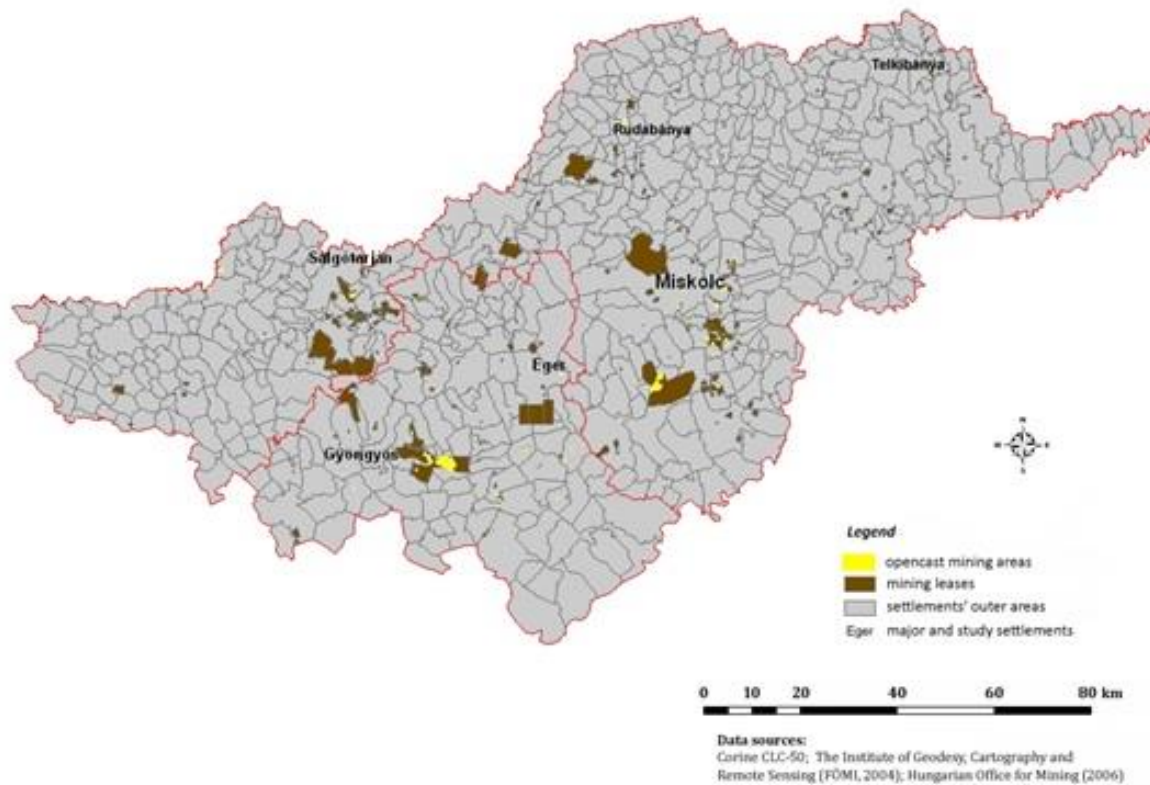 Telkibánya
Rudabánya
Salgótarján
Miskolc
Eger
Gyöngyös
N
W E
S
Legend
opencast mining areas
mining leases
settlements' outer areas
Eger major and study settlements
0 10 20 40 60 80 km
Data sources:
Corine CLC-50; The Institute of Geodesy, Cartography and
Remote Sensing (FÖMI, 2004); Hungarian Office for Mining (2006)